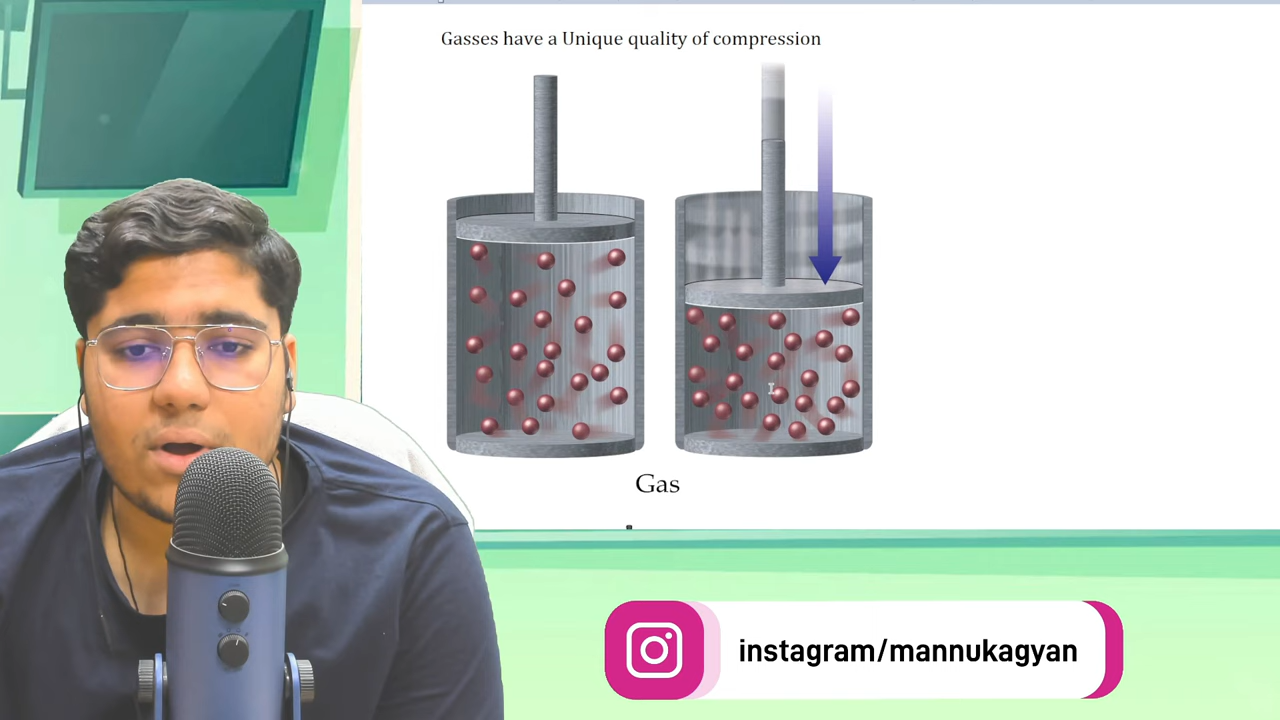 Gasses have a Unique quality of compression
Gas
instagram/mannukagyan